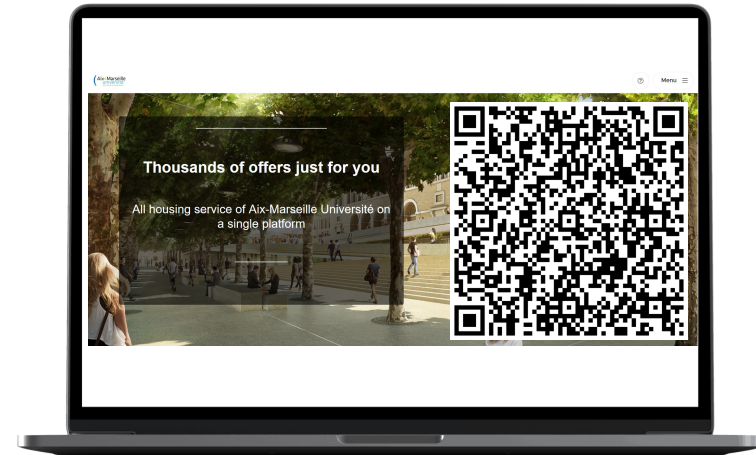 Aix-Marseille
université
Menu
Thousands of offers just for you
All housing service of Aix-Marseille Université on
a single platform